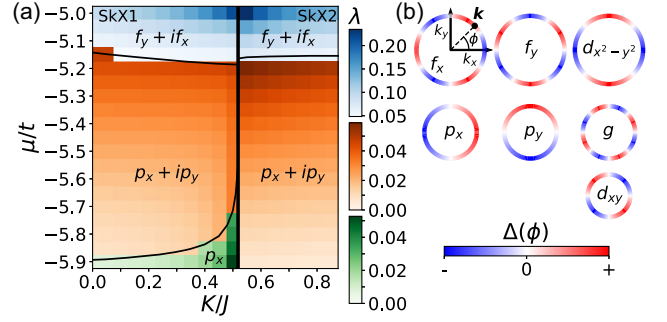 (a)
SkX1
SkX2
λ
f_y + if_x
f_y + if_x
p_x + ip_y
p_x + ip_y
p_x
μ/t
−5.0
−5.1
−5.2
−5.3
−5.4
−5.5
−5.6
−5.7
−5.8
−5.9
0.0 0.2 0.4 0.6 0.8
K/J
0.20
0.15
0.10
0.05
0.04
0.02
0.00
0.04
0.02
0.00
(b)
k_y
k
ϕ
k_x
f_x
f_y
d_{x²−y²}
p_x
p_y
g
d_{xy}
Δ(ϕ)
− 0 +